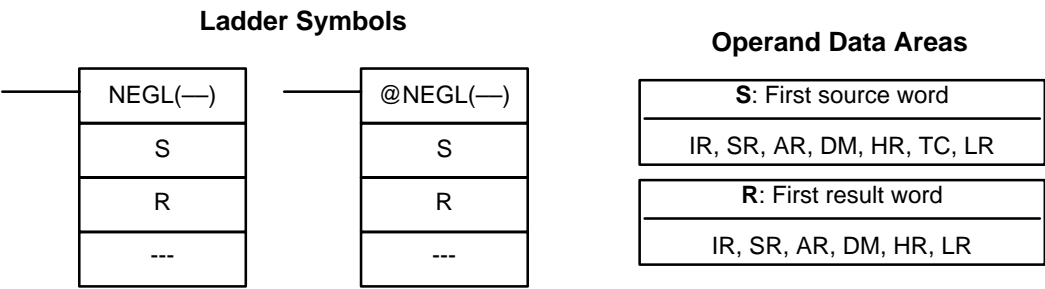 Ladder Symbols
NEGL(—)
S
R
---
@NEGL(—)
S
R
---
Operand Data Areas
S: First source word
IR, SR, AR, DM, HR, TC, LR
R: First result word
IR, SR, AR, DM, HR, LR